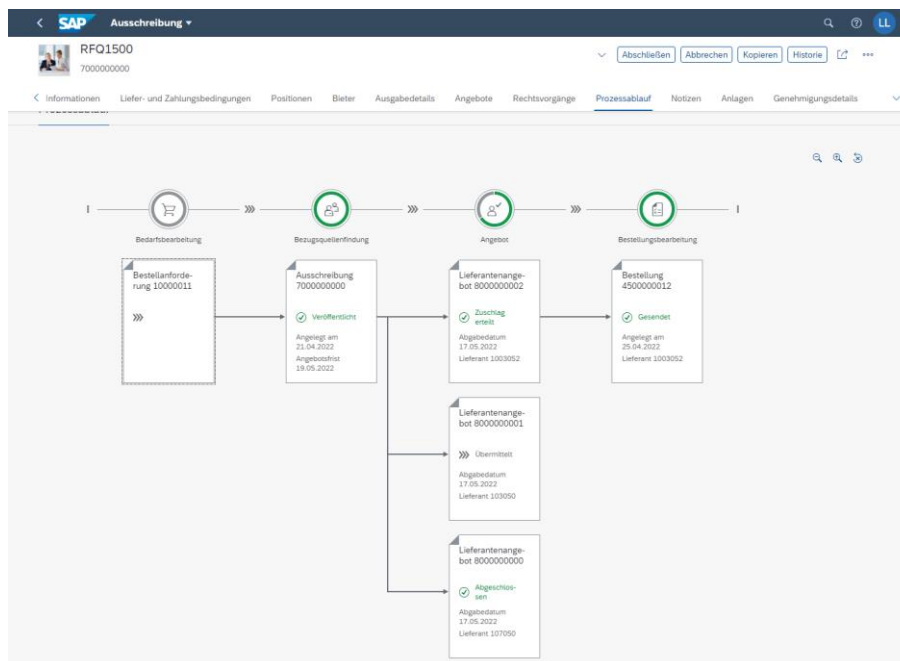 SAP Ausschreibung
LL
RFQ1500
7000000000
Abschließen Abbrechen Kopieren Historie
Informationen Liefer- und Zahlungsbedingungen Positionen Bieter Ausgabedetails Angebote Rechtsvorgänge Prozessablauf Notizen Anlagen Genehmigungsdetails
Prozessablauf
Bedarfsbearbeitung
Bezugsquellenfindung
Angebot
Bestellungsbearbeitung
Bestellanforde-
rung 10000011
Ausschreibung
7000000000
Veröffentlicht
Angelegt am
21.04.2022
Angebotsfrist
19.05.2022
Lieferantenange-
bot 8000000002
Zuschlag
erteilt
Abgabedatum
17.05.2022
Lieferant 1003052
Bestellung
4500000012
Gesendet
Angelegt am
25.04.2022
Lieferant 1003052
Lieferantenange-
bot 8000000001
Übermittelt
Abgabedatum
17.05.2022
Lieferant 103050
Lieferantenange-
bot 8000000000
Abgeschlos-
sen
Abgabedatum
17.05.2022
Lieferant 107050